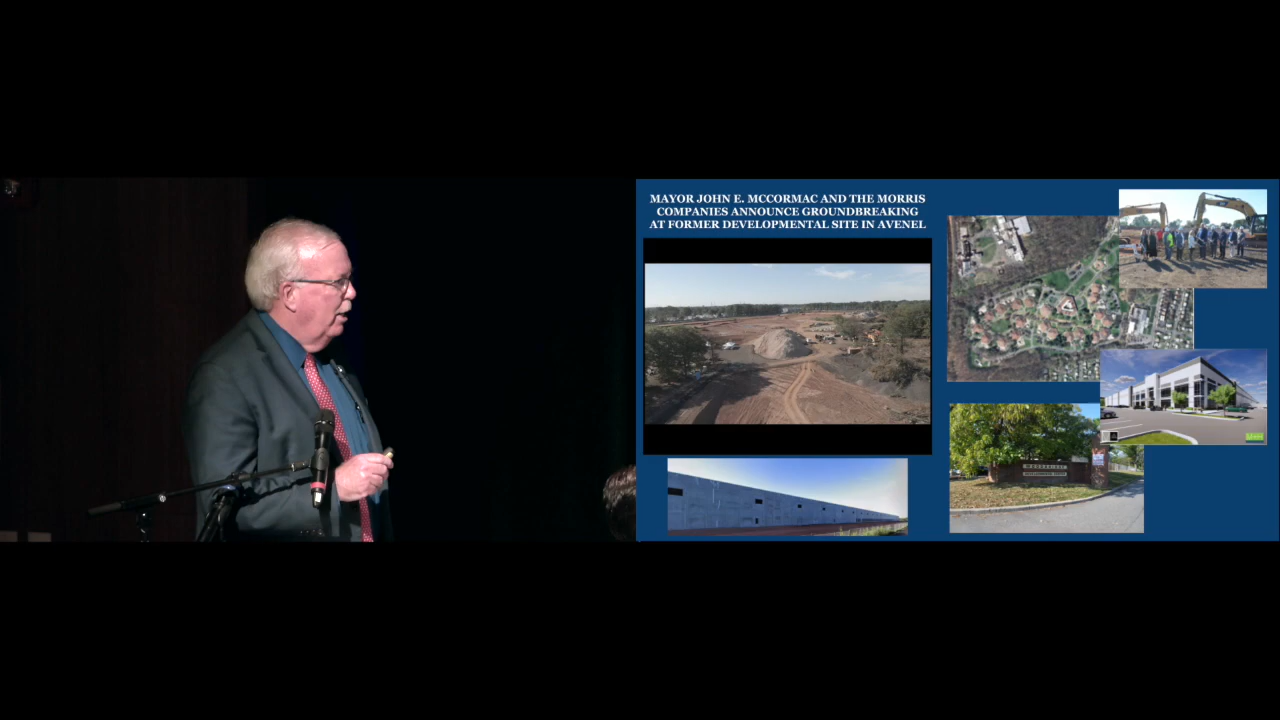 MAYOR JOHN E. MCCORMAC AND THE MORRIS
COMPANIES ANNOUNCE GROUNDBREAKING
AT FORMER DEVELOPMENTAL SITE IN AVENEL